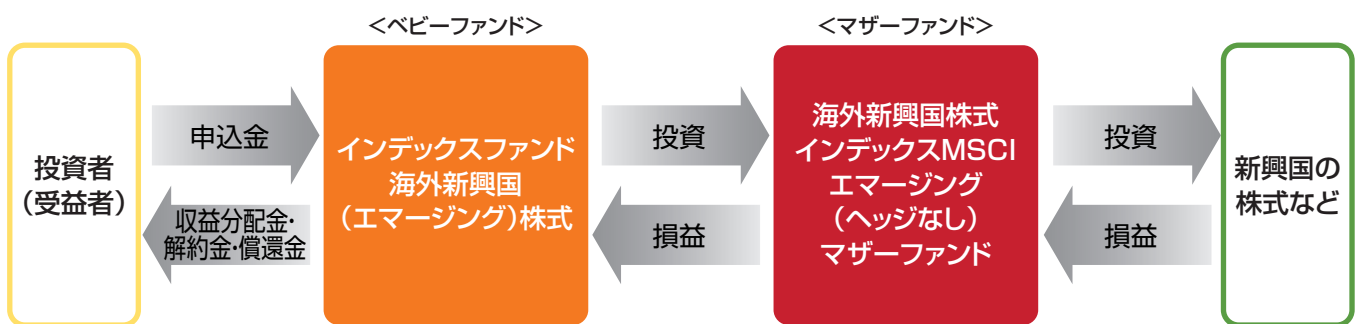 ＜ベビーファンド＞
＜マザーファンド＞
投資者
（受益者）
申込金
収益分配金・
解約金・償還金
インデックスファンド
海外新興国
（エマージング）株式
投資
損益
海外新興国株式
インデックスMSCI
エマージング
（ヘッジなし）
マザーファンド
投資
損益
新興国の
株式など